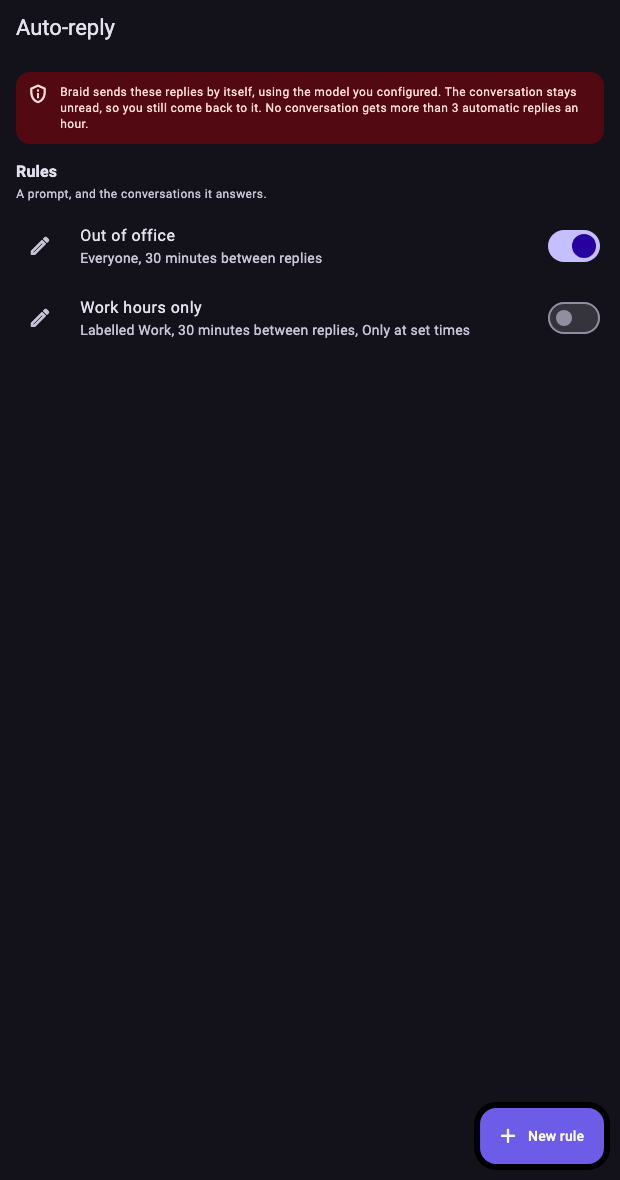 Auto-reply
Braid sends these replies by itself, using the model you configured. The conversation stays
unread, so you still come back to it. No conversation gets more than 3 automatic replies an
hour.
Rules
A prompt, and the conversations it answers.
Out of office
Everyone, 30 minutes between replies
Work hours only
Labelled Work, 30 minutes between replies, Only at set times
New rule